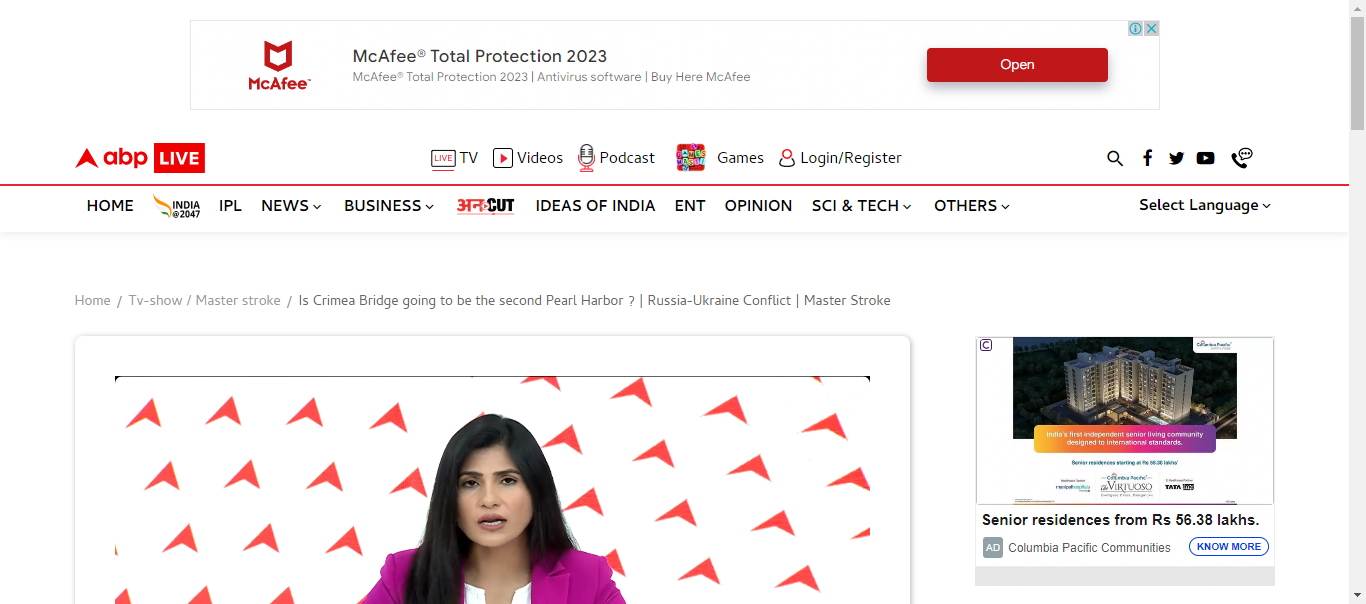 McAfee® Total Protection 2023
McAfee® Total Protection 2023 | Antivirus software | Buy Here McAfee
McAfee™
Open
abp LIVE
LIVE TV
Videos
Podcast
Games
Login/Register
HOME
INDIA @2047
IPL
NEWS
BUSINESS
अनCUT
IDEAS OF INDIA
ENT
OPINION
SCI & TECH
OTHERS
Select Language
Home / Tv-show / Master stroke / Is Crimea Bridge going to be the second Pearl Harbor ? | Russia-Ukraine Conflict | Master Stroke
Columbia Pacific
India's first independent senior living community
designed to international standards.
Senior residences starting at Rs 56.38 lakhs*
Columbia Pacific
the VIRTUOSO
TATA 1mg
Senior residences from Rs 56.38 lakhs.
AD Columbia Pacific Communities
KNOW MORE